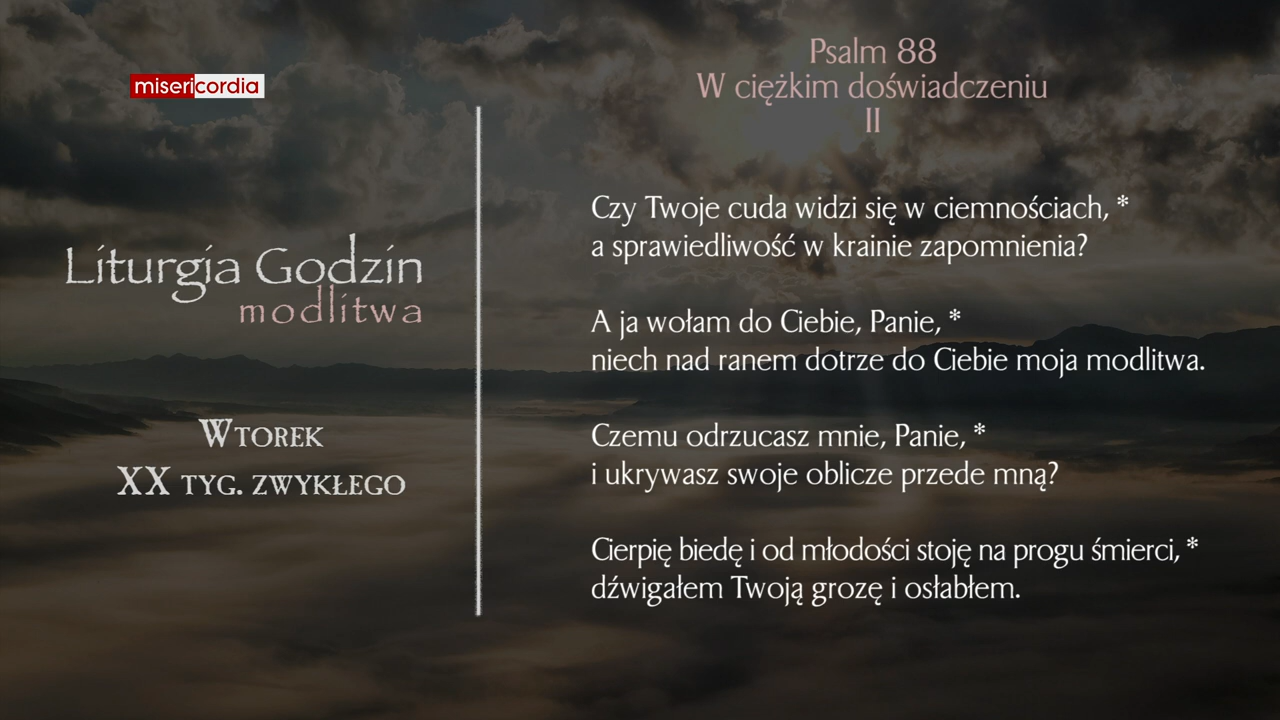 misericordia
Liturgia Godzin
modlitwa
Wtorek
XX tyg. zwykłego
Psalm 88
W ciężkim doświadczeniu
II
Czy Twoje cuda widzi się w ciemnościach, *
a sprawiedliwość w krainie zapomnienia?
A ja wołam do Ciebie, Panie, *
niech nad ranem dotrze do Ciebie moja modlitwa.
Czemu odrzucasz mnie, Panie, *
i ukrywasz swoje oblicze przede mną?
Cierpię biedę i od młodości stoję na progu śmierci, *
dźwigałem Twoją grozę i osłabłem.